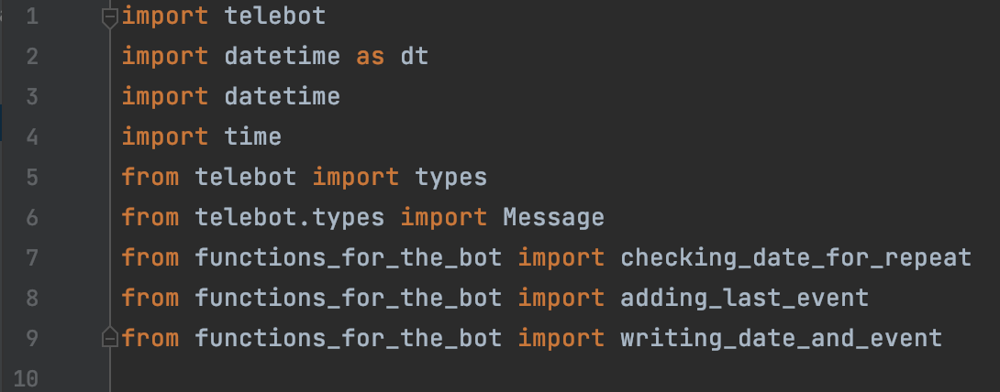 1 import telebot
2 import datetime as dt
3 import datetime
4 import time
5 from telebot import types
6 from telebot.types import Message
7 from functions_for_the_bot import checking_date_for_repeat
8 from functions_for_the_bot import adding_last_event
9 from functions_for_the_bot import writing_date_and_event
10